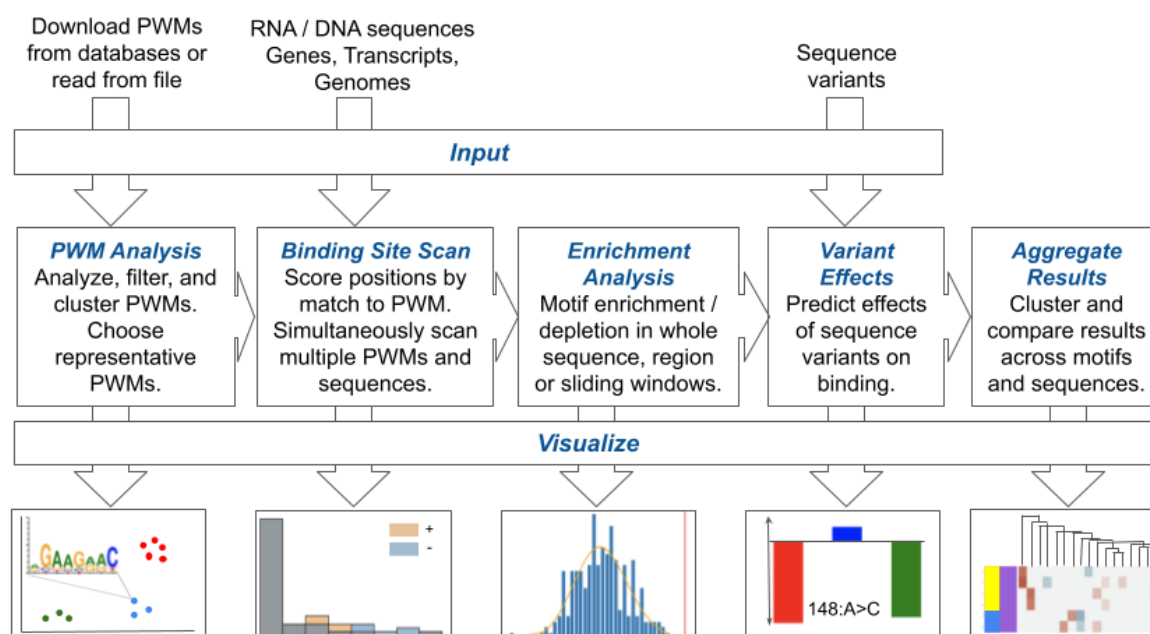 Download PWMs
from databases or
read from file
RNA / DNA sequences
Genes, Transcripts,
Genomes
Sequence
variants
Input
PWM Analysis
Analyze, filter, and
cluster PWMs.
Choose
representative
PWMs.
Binding Site Scan
Score positions by
match to PWM.
Simultaneously scan
multiple PWMs and
sequences.
Enrichment
Analysis
Motif enrichment /
depletion in whole
sequence, region
or sliding windows.
Variant
Effects
Predict effects
of sequence
variants on
binding.
Aggregate
Results
Cluster and
compare results
across motifs
and sequences.
Visualize
GAAGAAC
+
-
148:A>C